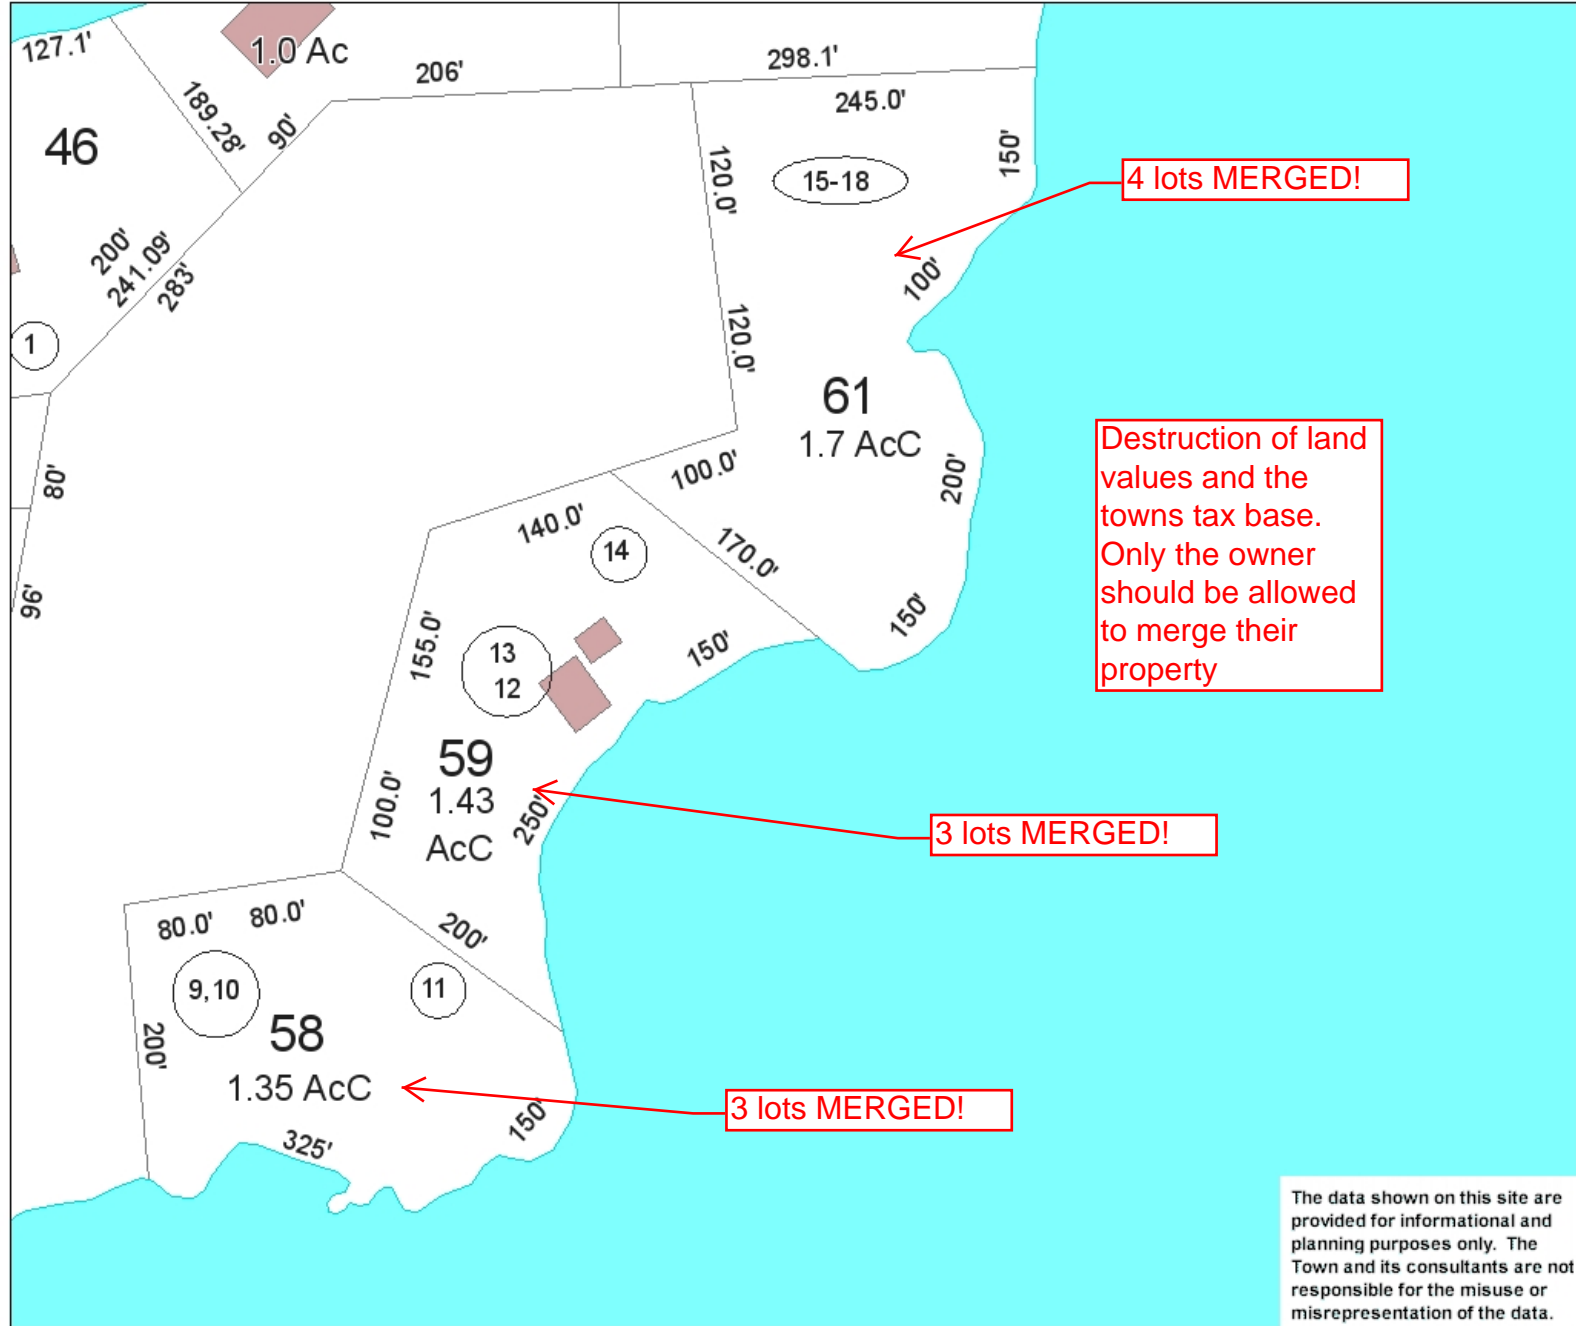 127.1'
1.0 Ac
206'
298.1'
189.28'
90'
245.0'
46
120.0'
15-18
150'
4 lots MERGED!
200'
241.09'
283'
100'
1
120.0'
61
1.7 AcC
Destruction of land
values and the
towns tax base.
Only the owner
should be allowed
to merge their
property
80'
100.0'
200'
140.0'
14
170.0'
96'
155.0'
13
12
150'
150'
59
1.43
AcC
100.0'
250'
3 lots MERGED!
80.0'
80.0'
200'
9,10
11
58
200'
1.35 AcC
3 lots MERGED!
325'
150'
The data shown on this site are
provided for informational and
planning purposes only. The
Town and its consultants are not
responsible for the misuse or
misrepresentation of the data.